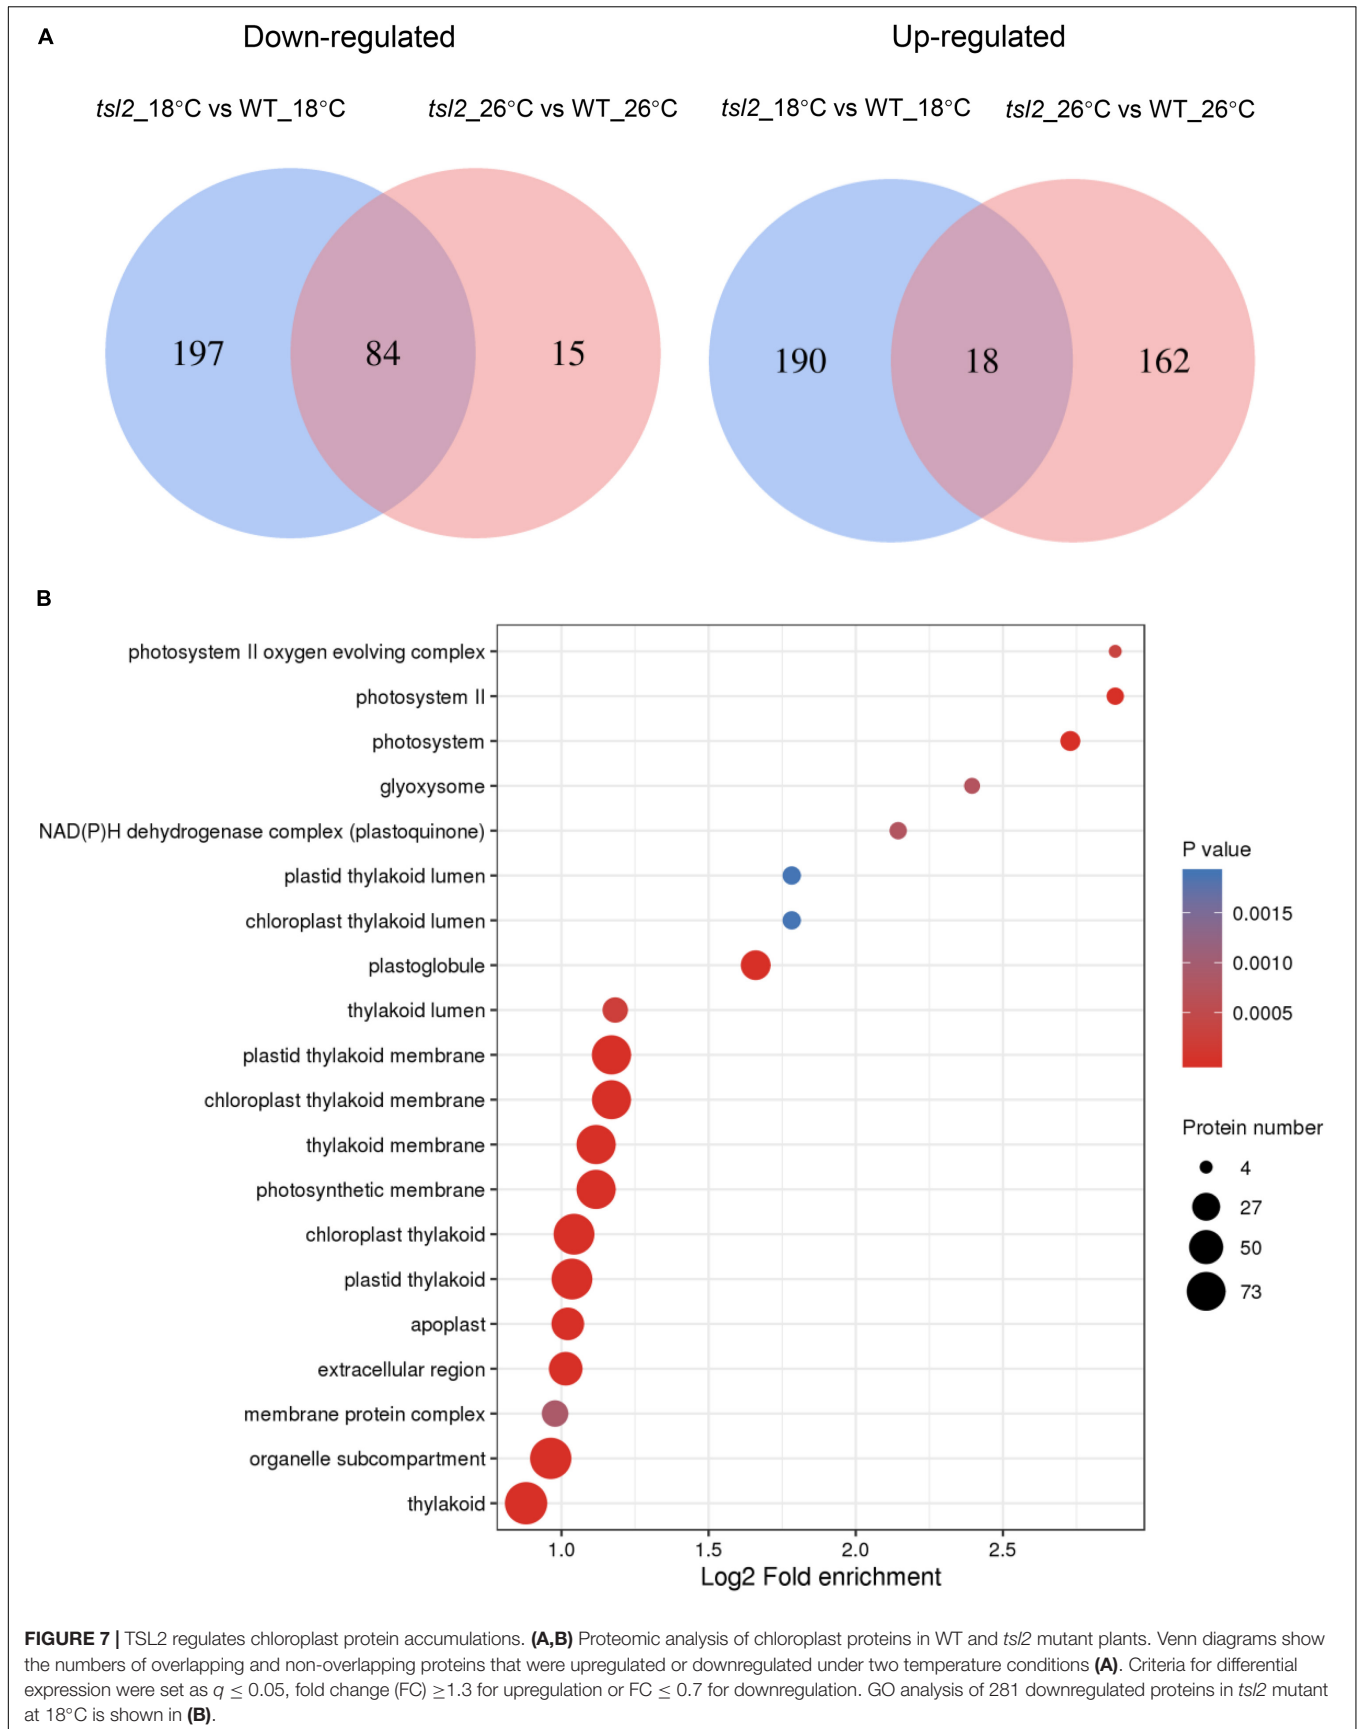 A
Down-regulated
Up-regulated
tsl2_18°C vs WT_18°C
tsl2_26°C vs WT_26°C
tsl2_18°C vs WT_18°C
tsl2_26°C vs WT_26°C
197
84
15
190
18
162
B
photosystem II oxygen evolving complex
photosystem II
photosystem
glyoxysome
NAD(P)H dehydrogenase complex (plastoquinone)
plastid thylakoid lumen
chloroplast thylakoid lumen
plastoglobule
thylakoid lumen
plastid thylakoid membrane
chloroplast thylakoid membrane
thylakoid membrane
photosynthetic membrane
chloroplast thylakoid
plastid thylakoid
apoplast
extracellular region
membrane protein complex
organelle subcompartment
thylakoid
1.0
1.5
2.0
2.5
Log2 Fold enrichment
P value
0.0015
0.0010
0.0005
Protein number
4
27
50
73
FIGURE 7 | TSL2 regulates chloroplast protein accumulations. (A,B) Proteomic analysis of chloroplast proteins in WT and tsl2 mutant plants. Venn diagrams show
the numbers of overlapping and non-overlapping proteins that were upregulated or downregulated under two temperature conditions (A). Criteria for differential
expression were set as q ≤ 0.05, fold change (FC) ≥1.3 for upregulation or FC ≤ 0.7 for downregulation. GO analysis of 281 downregulated proteins in tsl2 mutant
at 18°C is shown in (B).